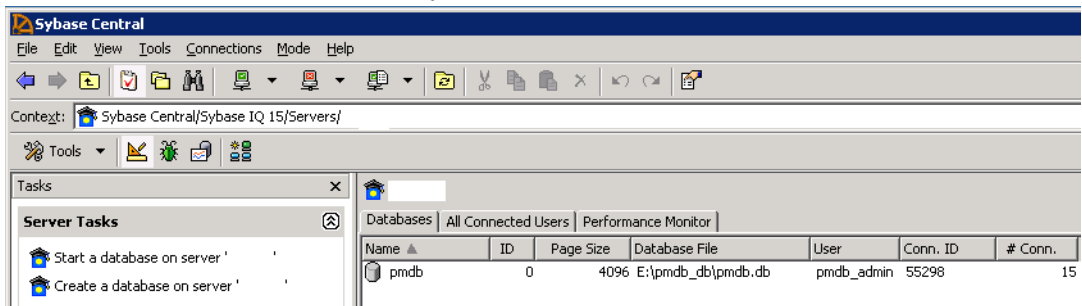 Sybase Central
File Edit View Tools Connections Mode Help
Context: Sybase Central/Sybase IQ 15/Servers/
Tools
Tasks x
Server Tasks
Start a database on server ' '
Create a database on server ' '
Databases All Connected Users Performance Monitor
Name ID Page Size Database File User Conn. ID # Conn.
pmdb 0 4096 E:\pmdb_db\pmdb.db pmdb_admin 55298 15